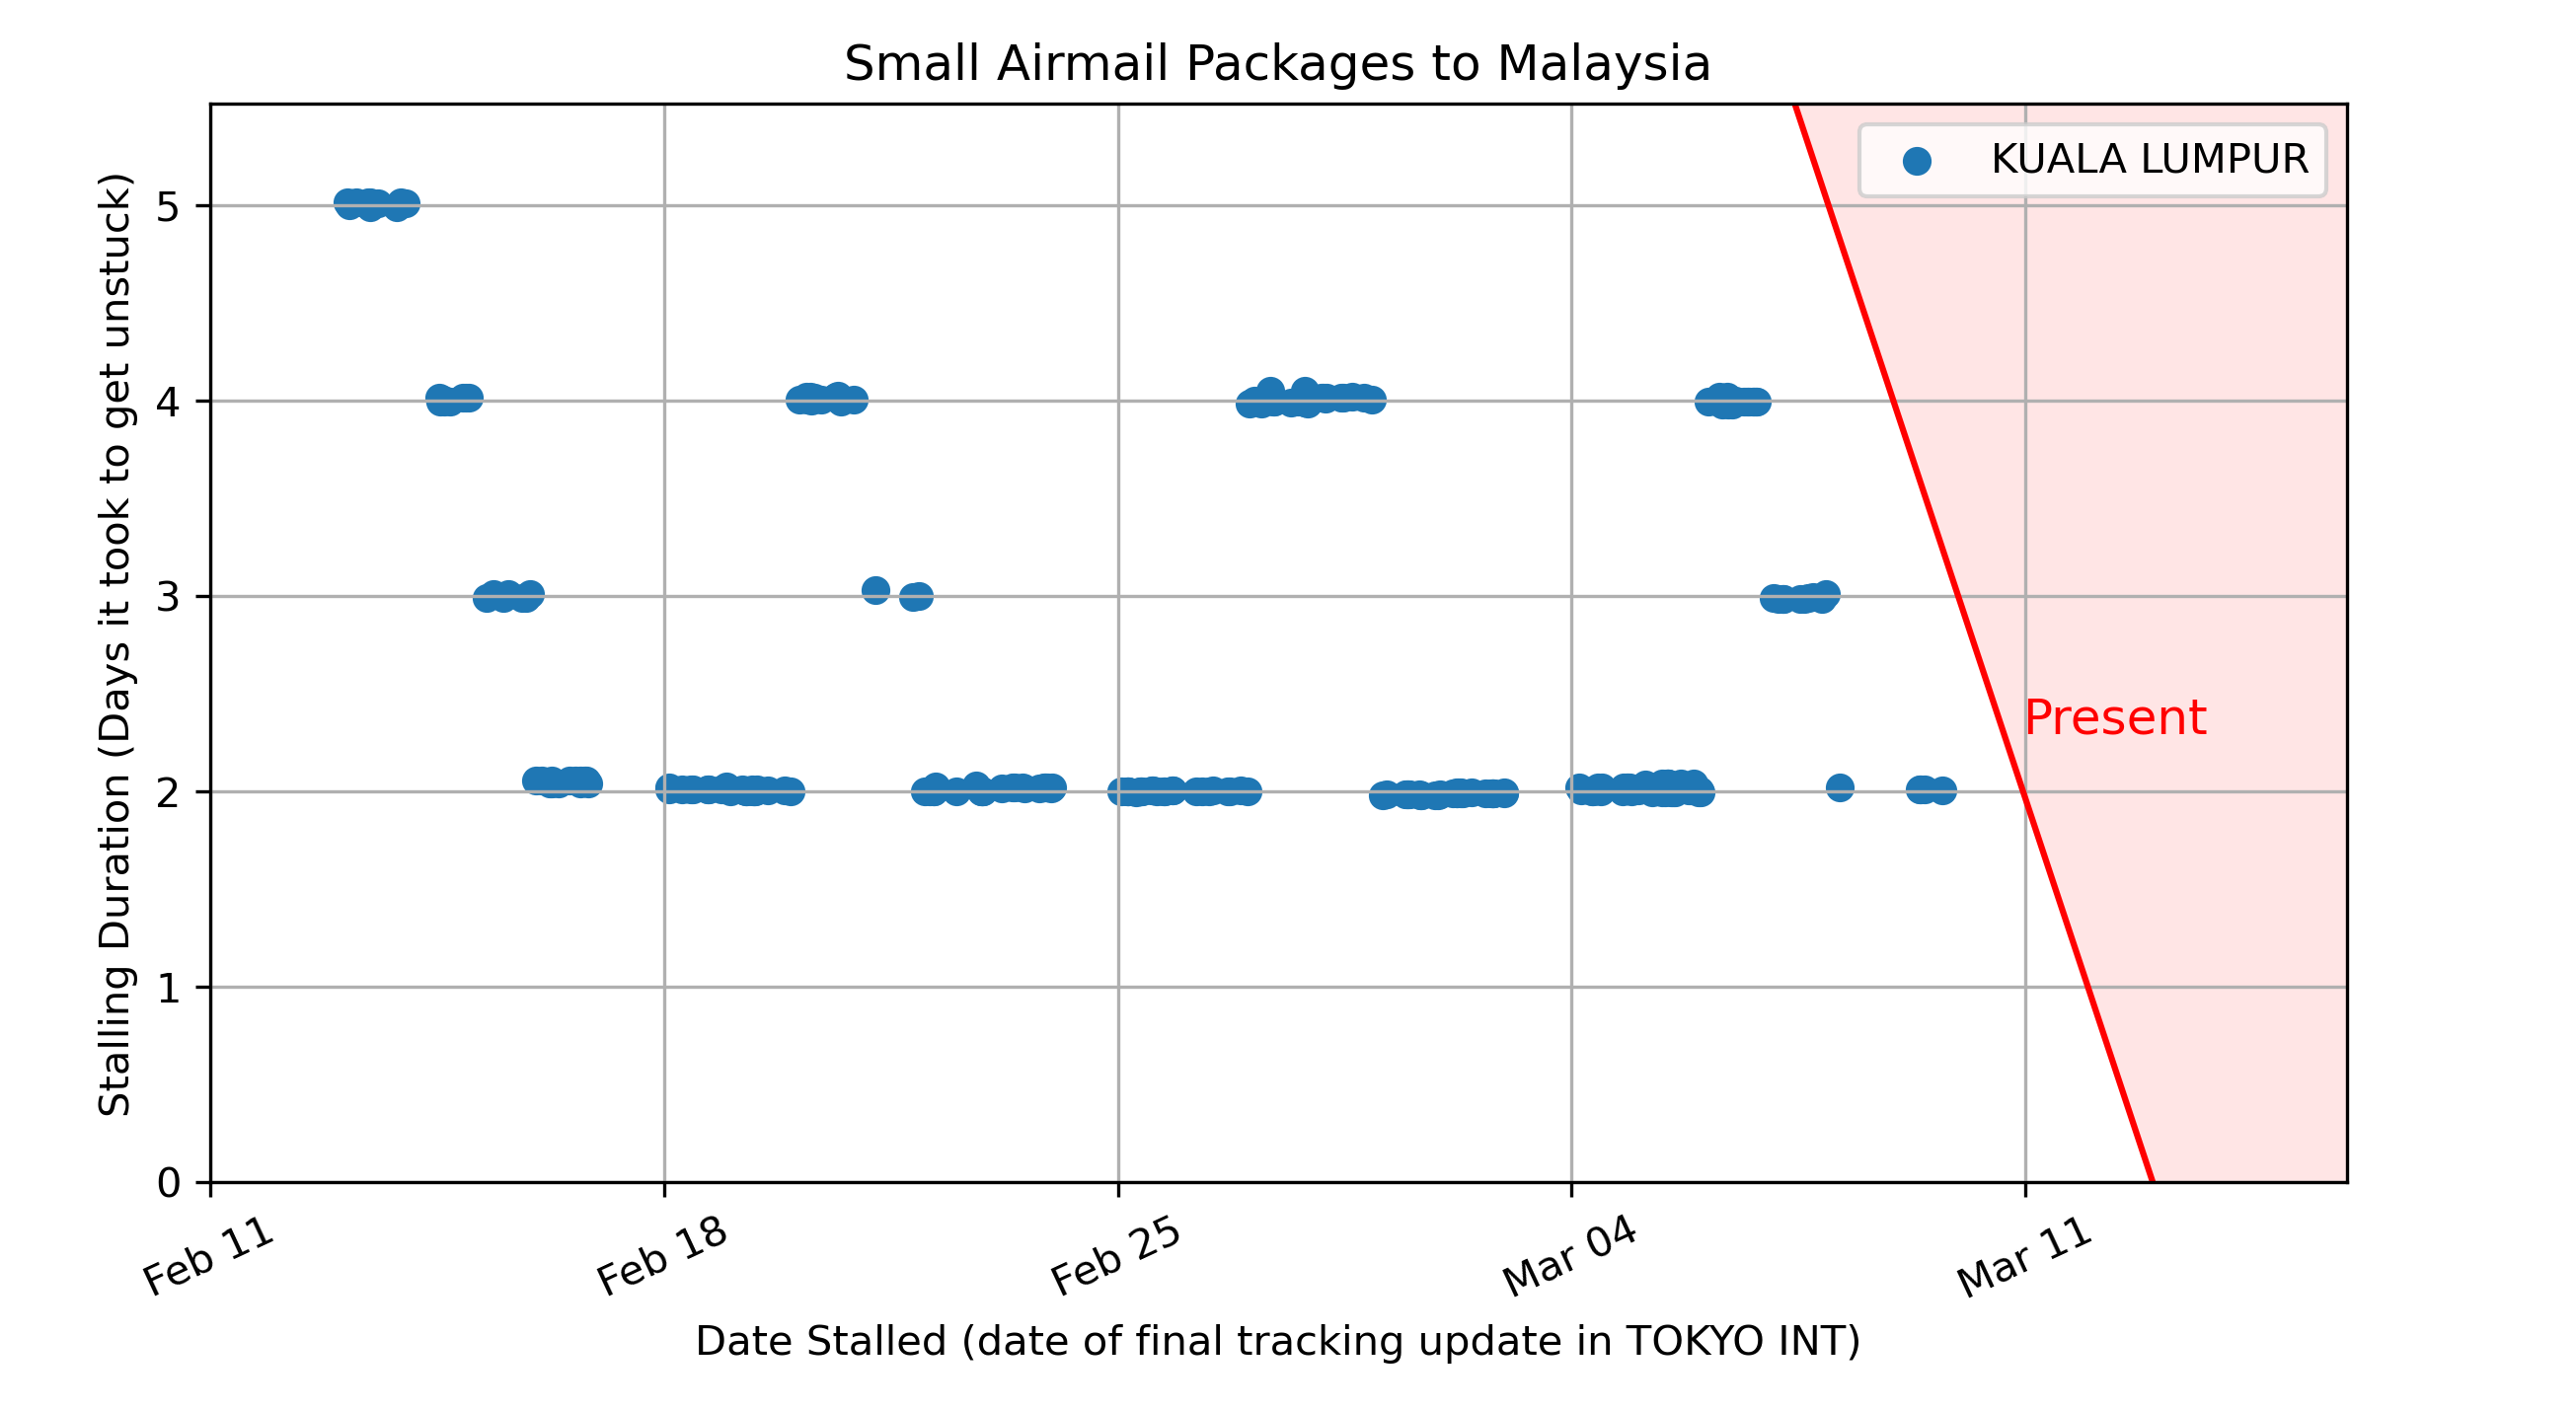 Small Airmail Packages to Malaysia
KUALA LUMPUR
Stalling Duration (Days it took to get unstuck)
5
4
3
2
1
0
Present
Feb 11
Feb 18
Feb 25
Mar 04
Mar 11
Date Stalled (date of final tracking update in TOKYO INT)